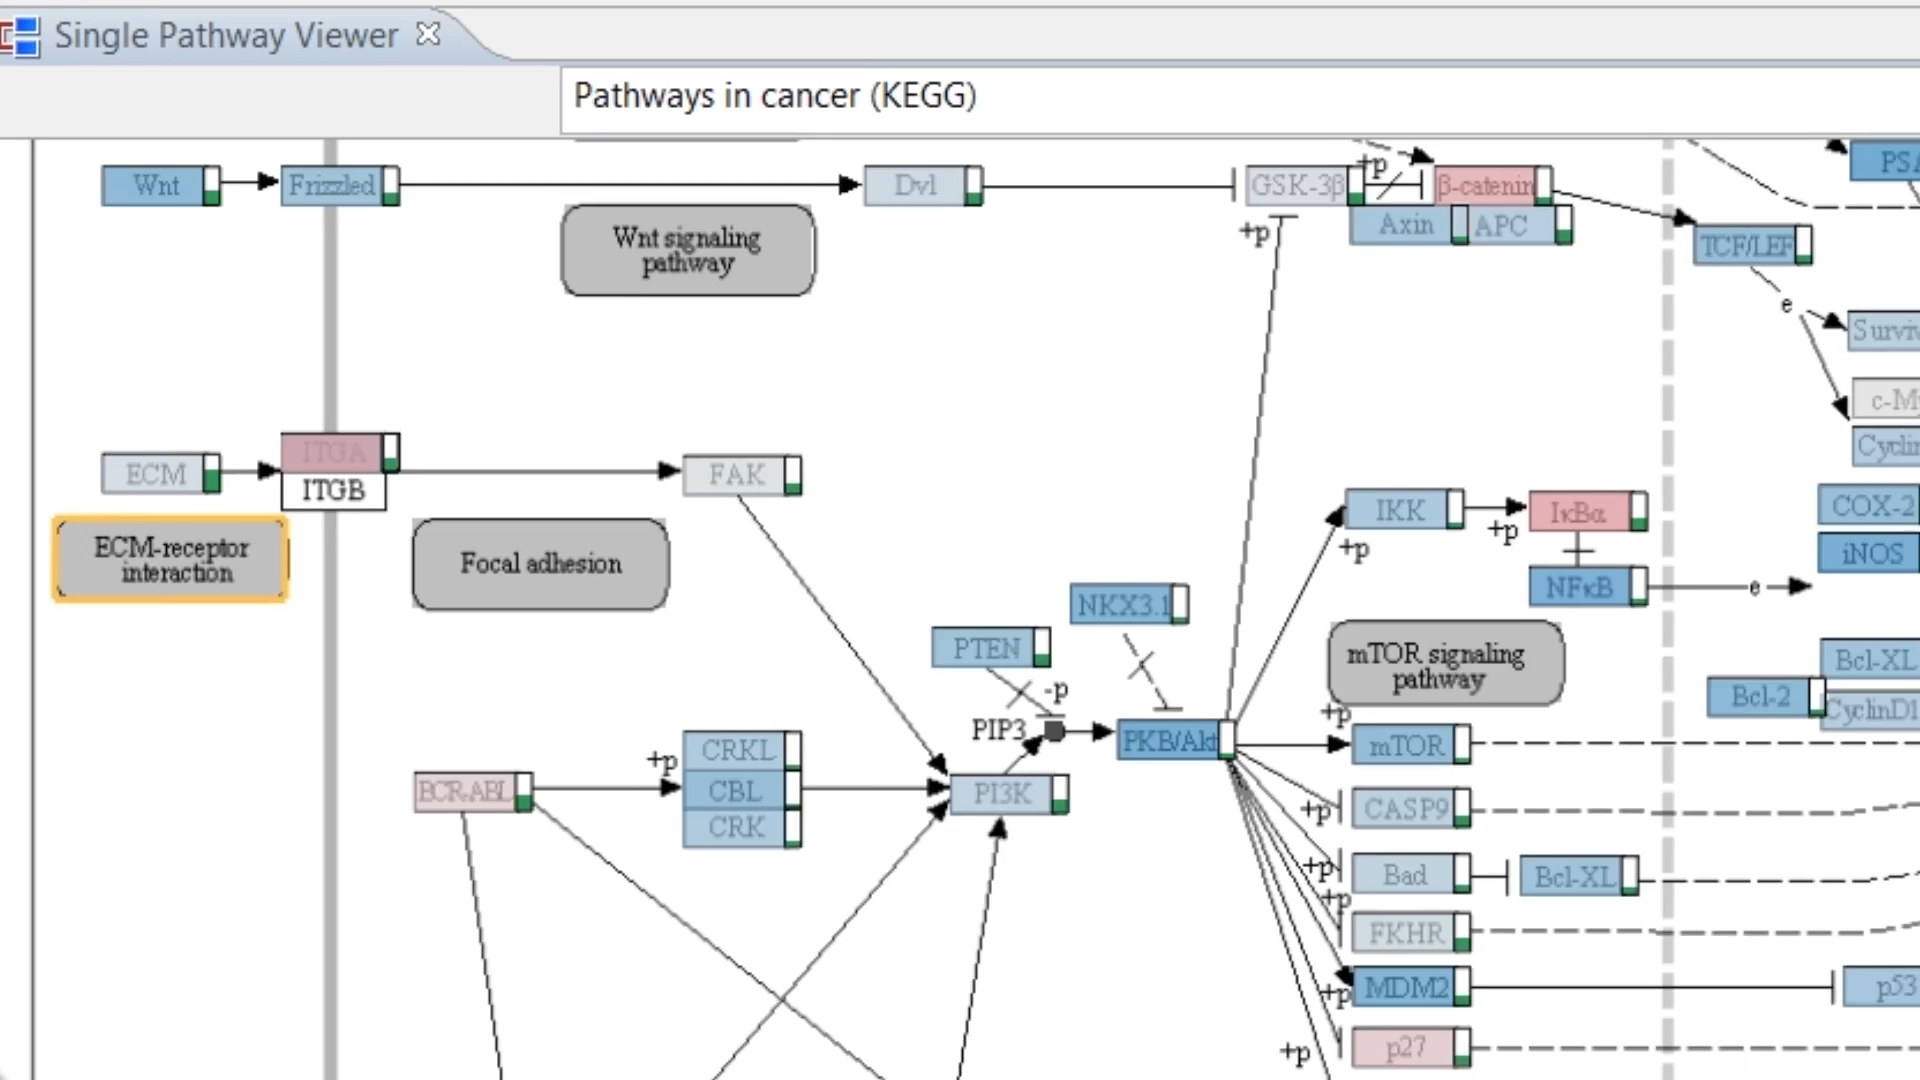 Single Pathway Viewer
Pathways in cancer (KEGG)
Wnt
Frizzled
Dvl
GSK-3β
+p
β-catenin
+p
Axin
APC
TCF/LEF
Wnt signaling
pathway
e
ECM
ITGA
ITGB
FAK
IKK
+p
+p
IκBα
COX-2
iNOS
ECM-receptor
interaction
Focal adhesion
NFκB
e
NKX3.1
PTEN
-p
PIP3
PKB/Akt
mTOR signaling
pathway
Bcl-XL
Bcl-2
CyclinD1
+p
mTOR
+p
CRKL
CBL
CRK
BCR-ABL
PI3K
+p
CASP9
+p
Bad
Bcl-XL
+p
FKHR
+p
MDM2
p53
+p
p27